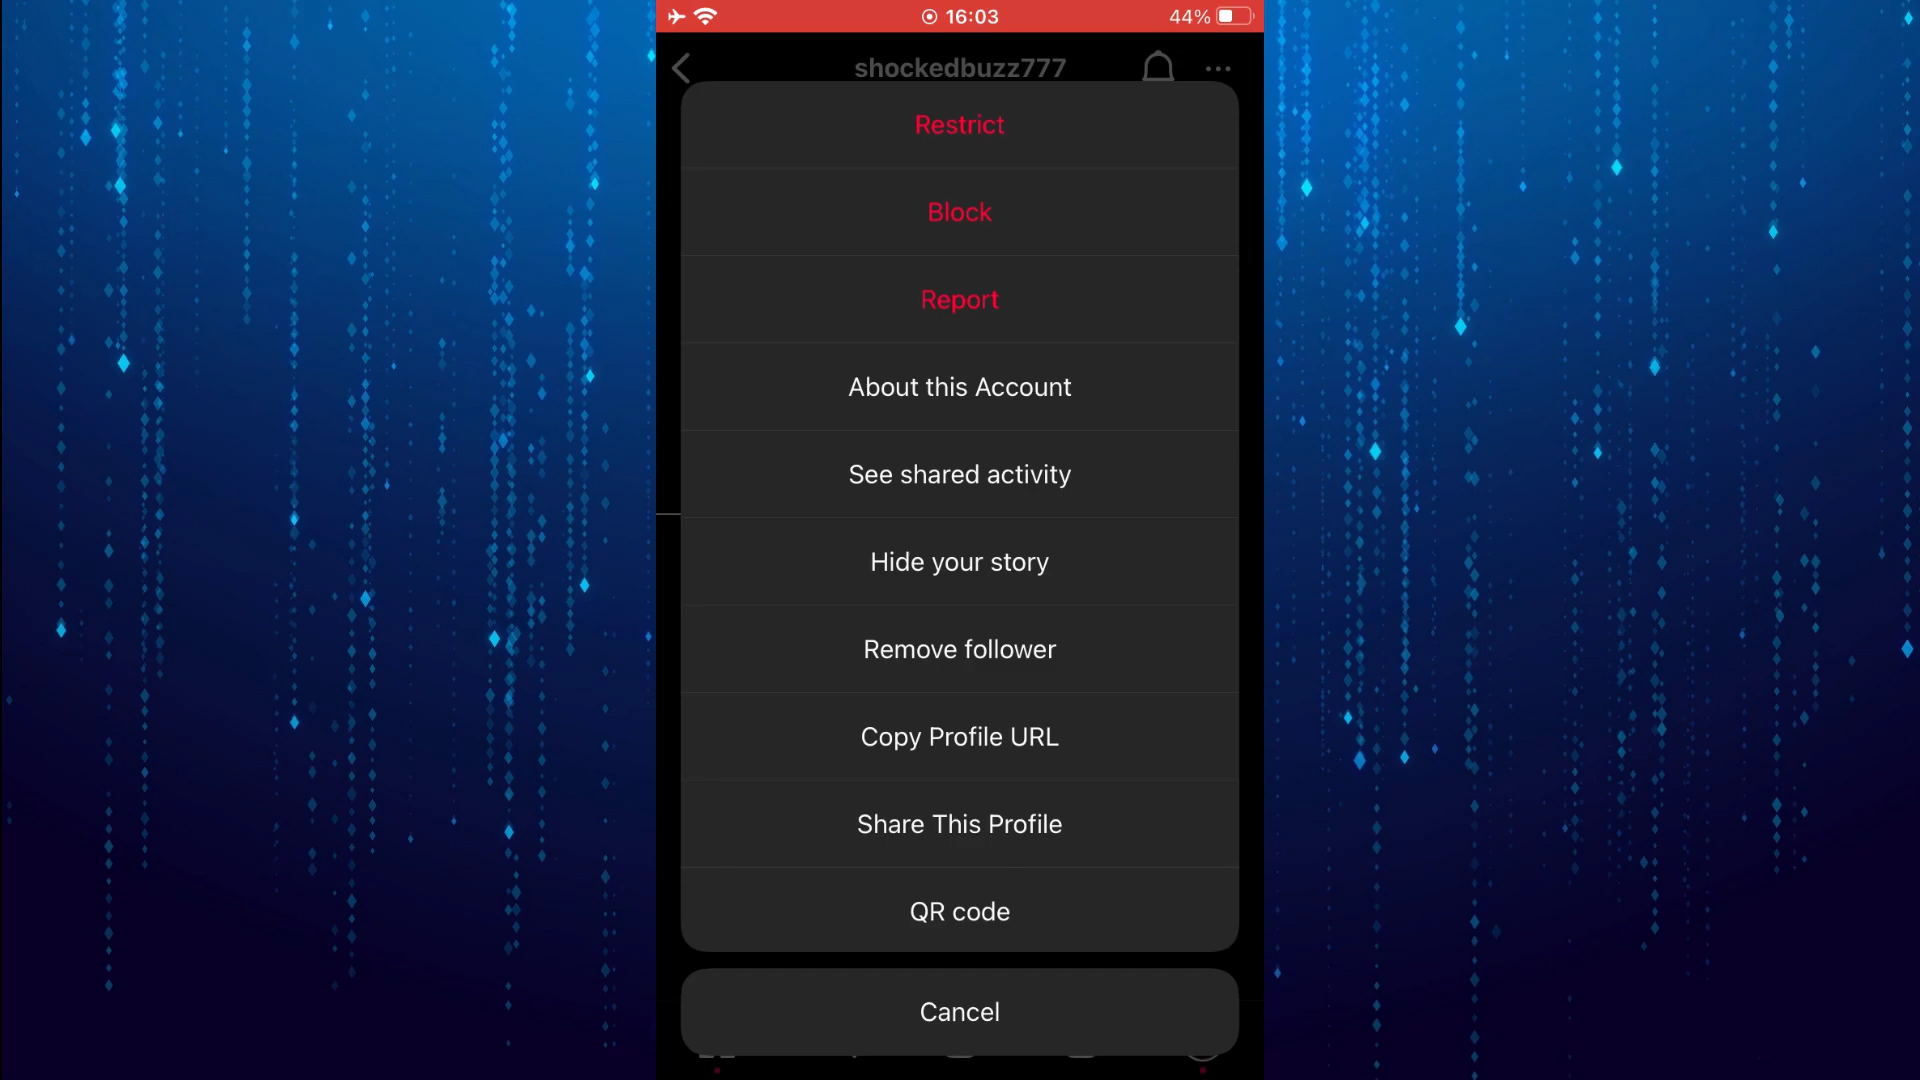 16:03
44%
shockedbuzz777
Restrict
Block
Report
About this Account
See shared activity
Hide your story
Remove follower
Copy Profile URL
Share This Profile
QR code
Cancel